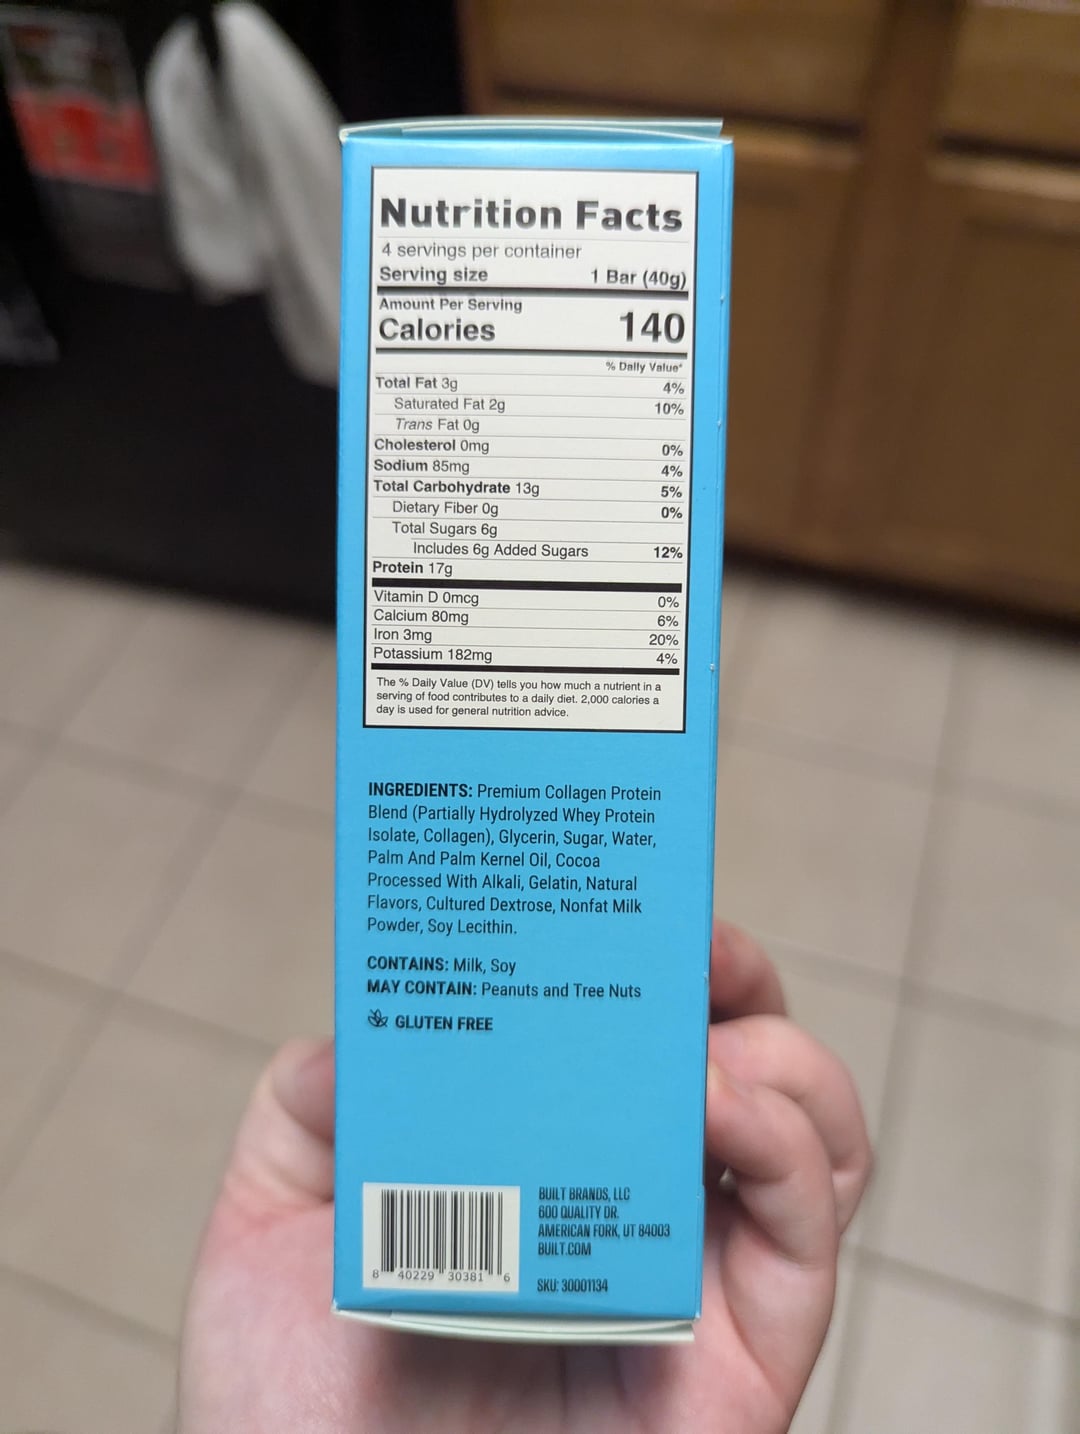 Nutrition Facts
4 servings per container
Serving size 1 Bar (40g)
Amount Per Serving
Calories 140
% Daily Value*
Total Fat 3g 4%
Saturated Fat 2g 10%
Trans Fat 0g
Cholesterol 0mg 0%
Sodium 85mg 4%
Total Carbohydrate 13g 5%
Dietary Fiber 0g 0%
Total Sugars 6g
Includes 6g Added Sugars 12%
Protein 17g
Vitamin D 0mcg 0%
Calcium 80mg 6%
Iron 3mg 20%
Potassium 182mg 4%
The % Daily Value (DV) tells you how much a nutrient in a
serving of food contributes to a daily diet. 2,000 calories a
day is used for general nutrition advice.
INGREDIENTS: Premium Collagen Protein
Blend (Partially Hydrolyzed Whey Protein
Isolate, Collagen), Glycerin, Sugar, Water,
Palm And Palm Kernel Oil, Cocoa
Processed With Alkali, Gelatin, Natural
Flavors, Cultured Dextrose, Nonfat Milk
Powder, Soy Lecithin.
CONTAINS: Milk, Soy
MAY CONTAIN: Peanuts and Tree Nuts
GLUTEN FREE
BUILT BRANDS, LLC
600 QUALITY DR.
AMERICAN FORK, UT 84003
BUILT.COM
SKU: 30001134
8 40229 30381 6